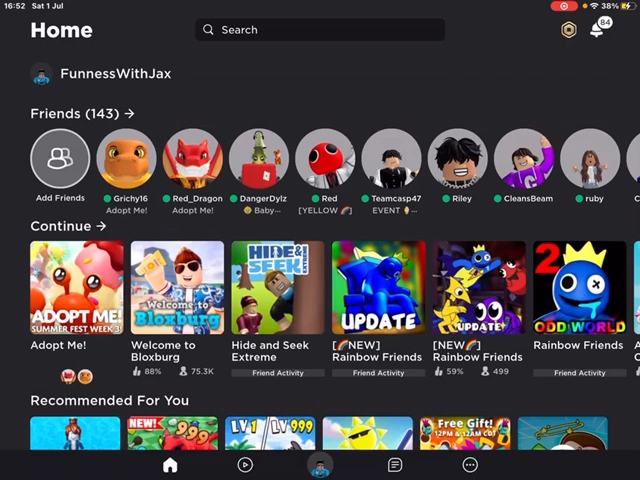 16:52 Sat 1 Jul
38%
Home
Search
84
FunnessWithJax
Friends (143) →
Add Friends
Grichy16
Adopt Me!
Red_Dragon
Adopt Me!
DangerDylz
Baby...
Red
[YELLOW
Teamcasp47
EVENT
Riley
CleansBeam
ruby
Continue →
ADOPT ME!
SUMMER FEST WEEK 3!
Welcome to
Bloxburg
HIDE &
SEEK
EXTREME
UPDATE
UPDATE!
2
ODD WORLD
Adopt Me!
Welcome to
Bloxburg
88% 75.3K
Hide and Seek
Extreme
Friend Activity
[🌈NEW]
Rainbow Friends
Friend Activity
[NEW🌈]
Rainbow Friends
59% 499
Rainbow Friends
Friend Activity
Recommended For You
NEW!
999
LV 1
LV 999
Free Gift!
12PM & 12AM CDT